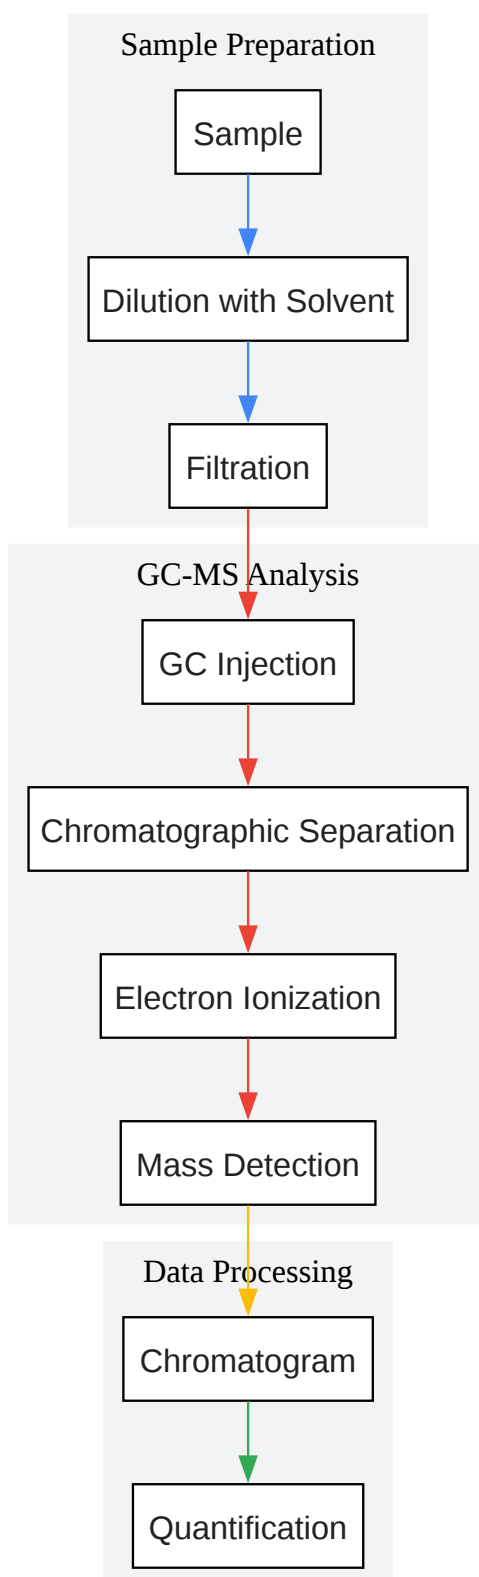 Sample Preparation
Sample
Dilution with Solvent
Filtration
GC-MS Analysis
GC Injection
Chromatographic Separation
Electron Ionization
Mass Detection
Data Processing
Chromatogram
Quantification